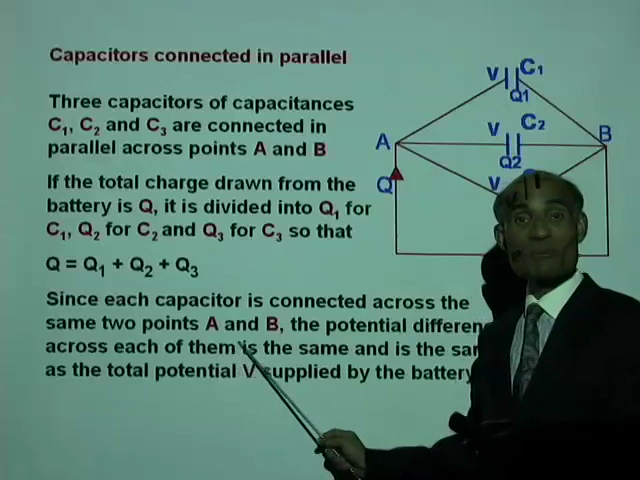 Capacitors connected in parallel
Three capacitors of capacitances
C1, C2 and C3 are connected in
parallel across points A and B
If the total charge drawn from the
battery is Q, it is divided into Q1 for
C1, Q2 for C2 and Q3 for C3 so that
Q = Q1 + Q2 + Q3
Since each capacitor is connected across the
same two points A and B, the potential
across each of them is the same and is the
as the total potential V supplied by the battery
V C1
Q1
A V C2 B
Q2
Q V